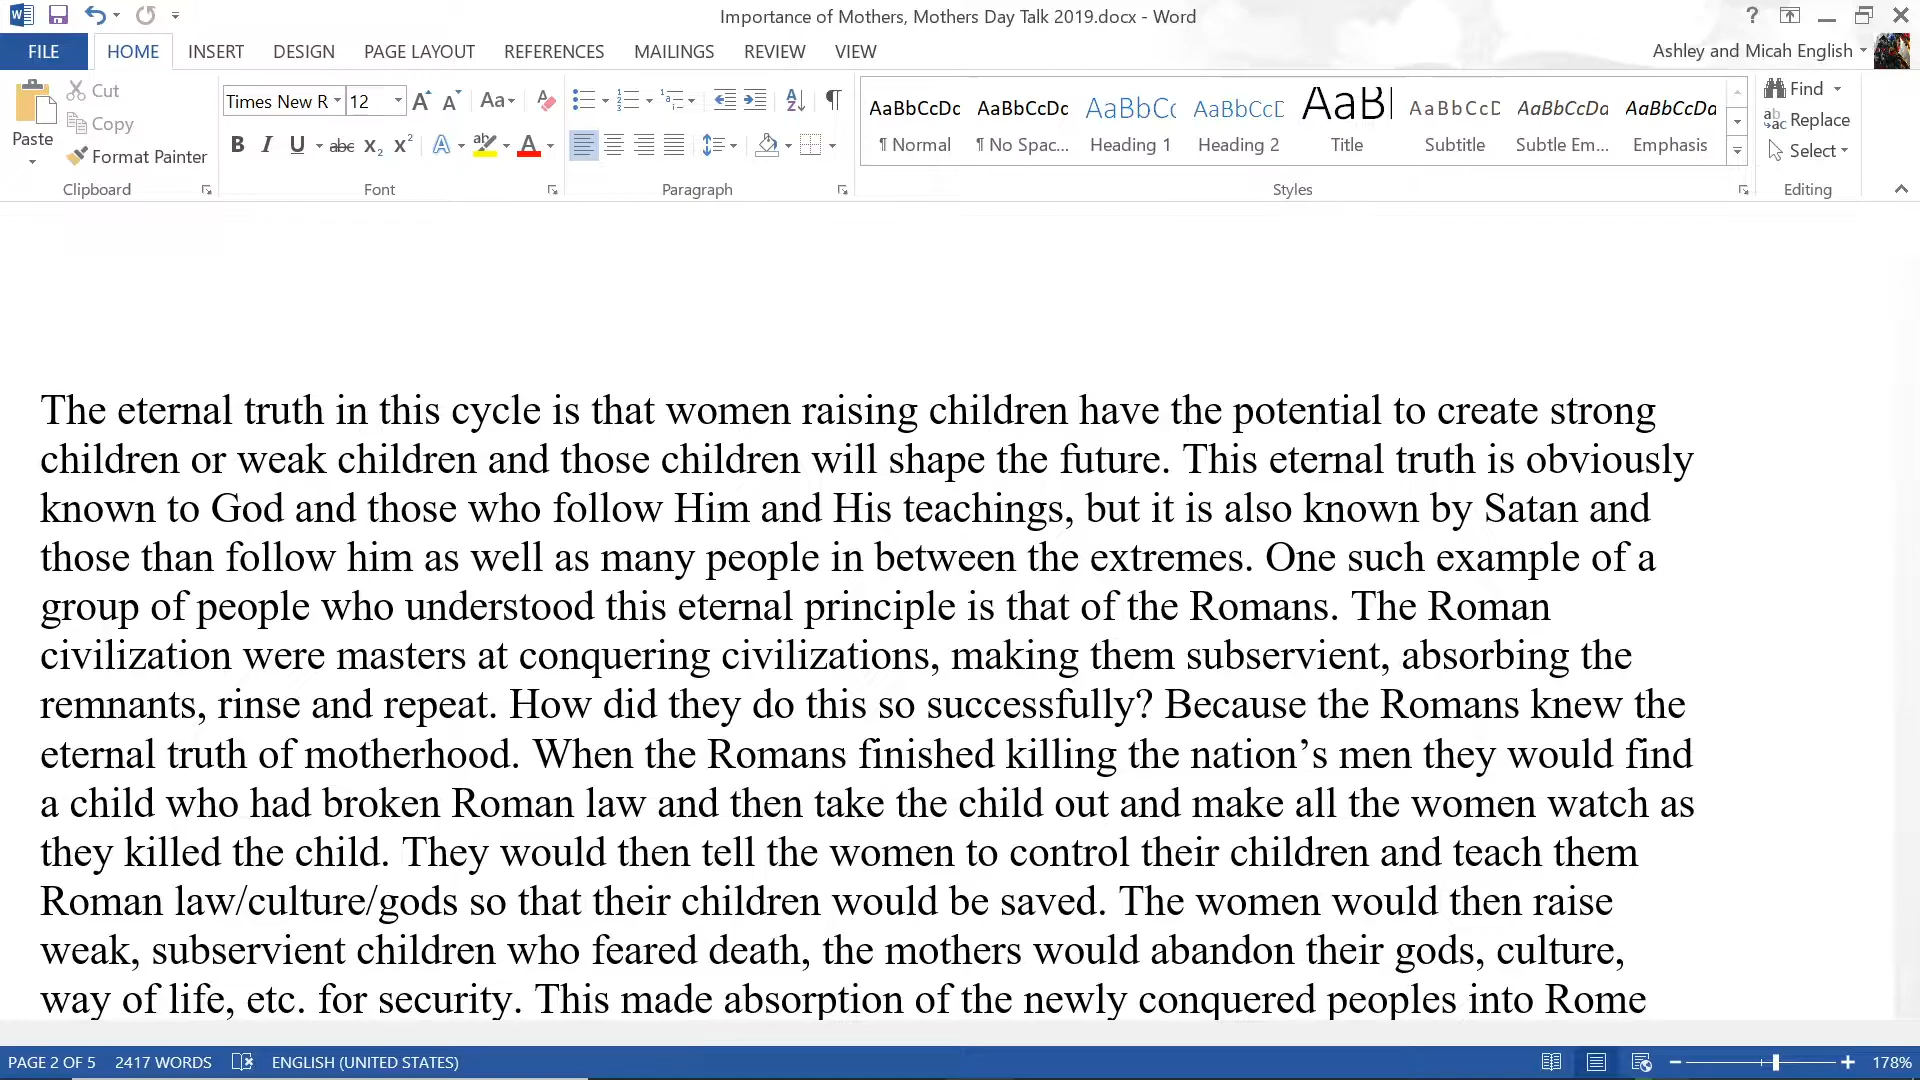 Importance of Mothers, Mothers Day Talk 2019.docx - Word
FILE HOME INSERT DESIGN PAGE LAYOUT REFERENCES MAILINGS REVIEW VIEW Ashley and Micah English
Paste
Cut
Copy
Format Painter
Clipboard
Times New R 12
Font
Paragraph
AaBbCcDc AaBbCcDc AaBbCc AaBbCcD AaBl AaBbCcD AaBbCcDa AaBbCcDa
¶ Normal ¶ No Spac... Heading 1 Heading 2 Title Subtitle Subtle Em... Emphasis
Styles
Find
Replace
Select
Editing
The eternal truth in this cycle is that women raising children have the potential to create strong
children or weak children and those children will shape the future. This eternal truth is obviously
known to God and those who follow Him and His teachings, but it is also known by Satan and
those than follow him as well as many people in between the extremes. One such example of a
group of people who understood this eternal principle is that of the Romans. The Roman
civilization were masters at conquering civilizations, making them subservient, absorbing the
remnants, rinse and repeat. How did they do this so successfully? Because the Romans knew the
eternal truth of motherhood. When the Romans finished killing the nation’s men they would find
a child who had broken Roman law and then take the child out and make all the women watch as
they killed the child. They would then tell the women to control their children and teach them
Roman law/culture/gods so that their children would be saved. The women would then raise
weak, subservient children who feared death, the mothers would abandon their gods, culture,
way of life, etc. for security. This made absorption of the newly conquered peoples into Rome
PAGE 2 OF 5 2417 WORDS ENGLISH (UNITED STATES) 178%